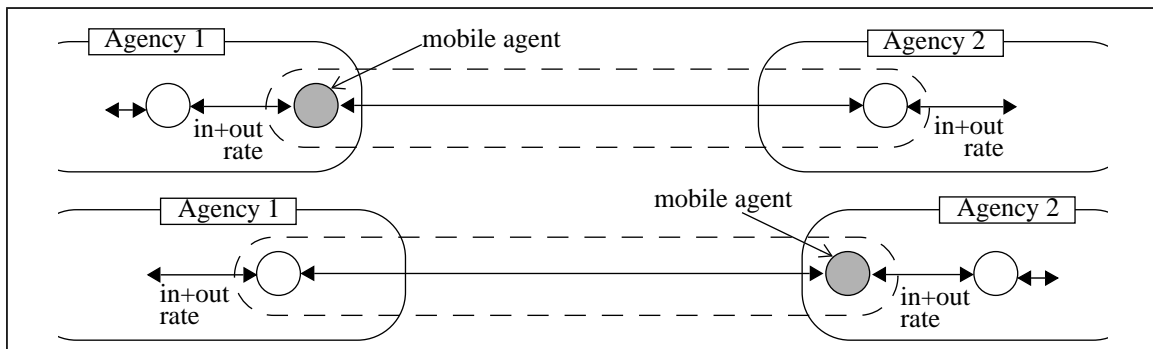 Agency 1
mobile agent
Agency 2
in+out
rate
in+out
rate
Agency 1
mobile agent
Agency 2
in+out
rate
in+out
rate